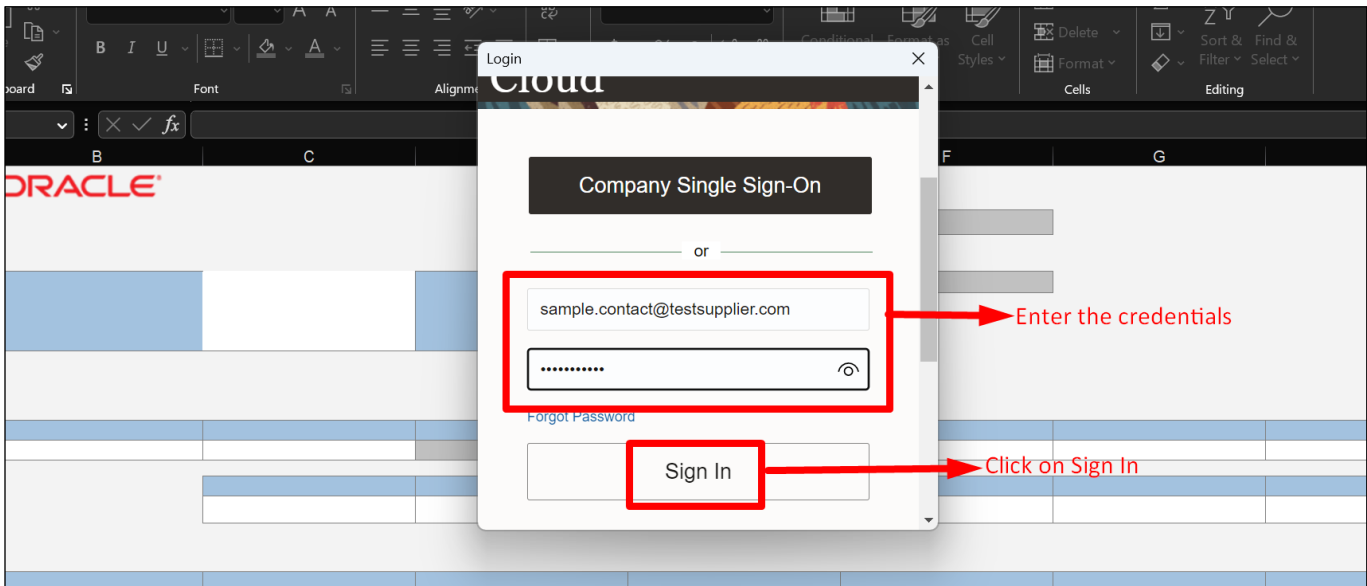 B I U A
Conditional Format as Cell
Styles
Delete
Format
Sort & Find &
Filter Select
Font
Cells
Editing
fx
B C F G
ORACLE
Login
Cloud
Company Single Sign-On
or
sample.contact@testsupplier.com
Enter the credentials
Forgot Password
Sign In
Click on Sign In